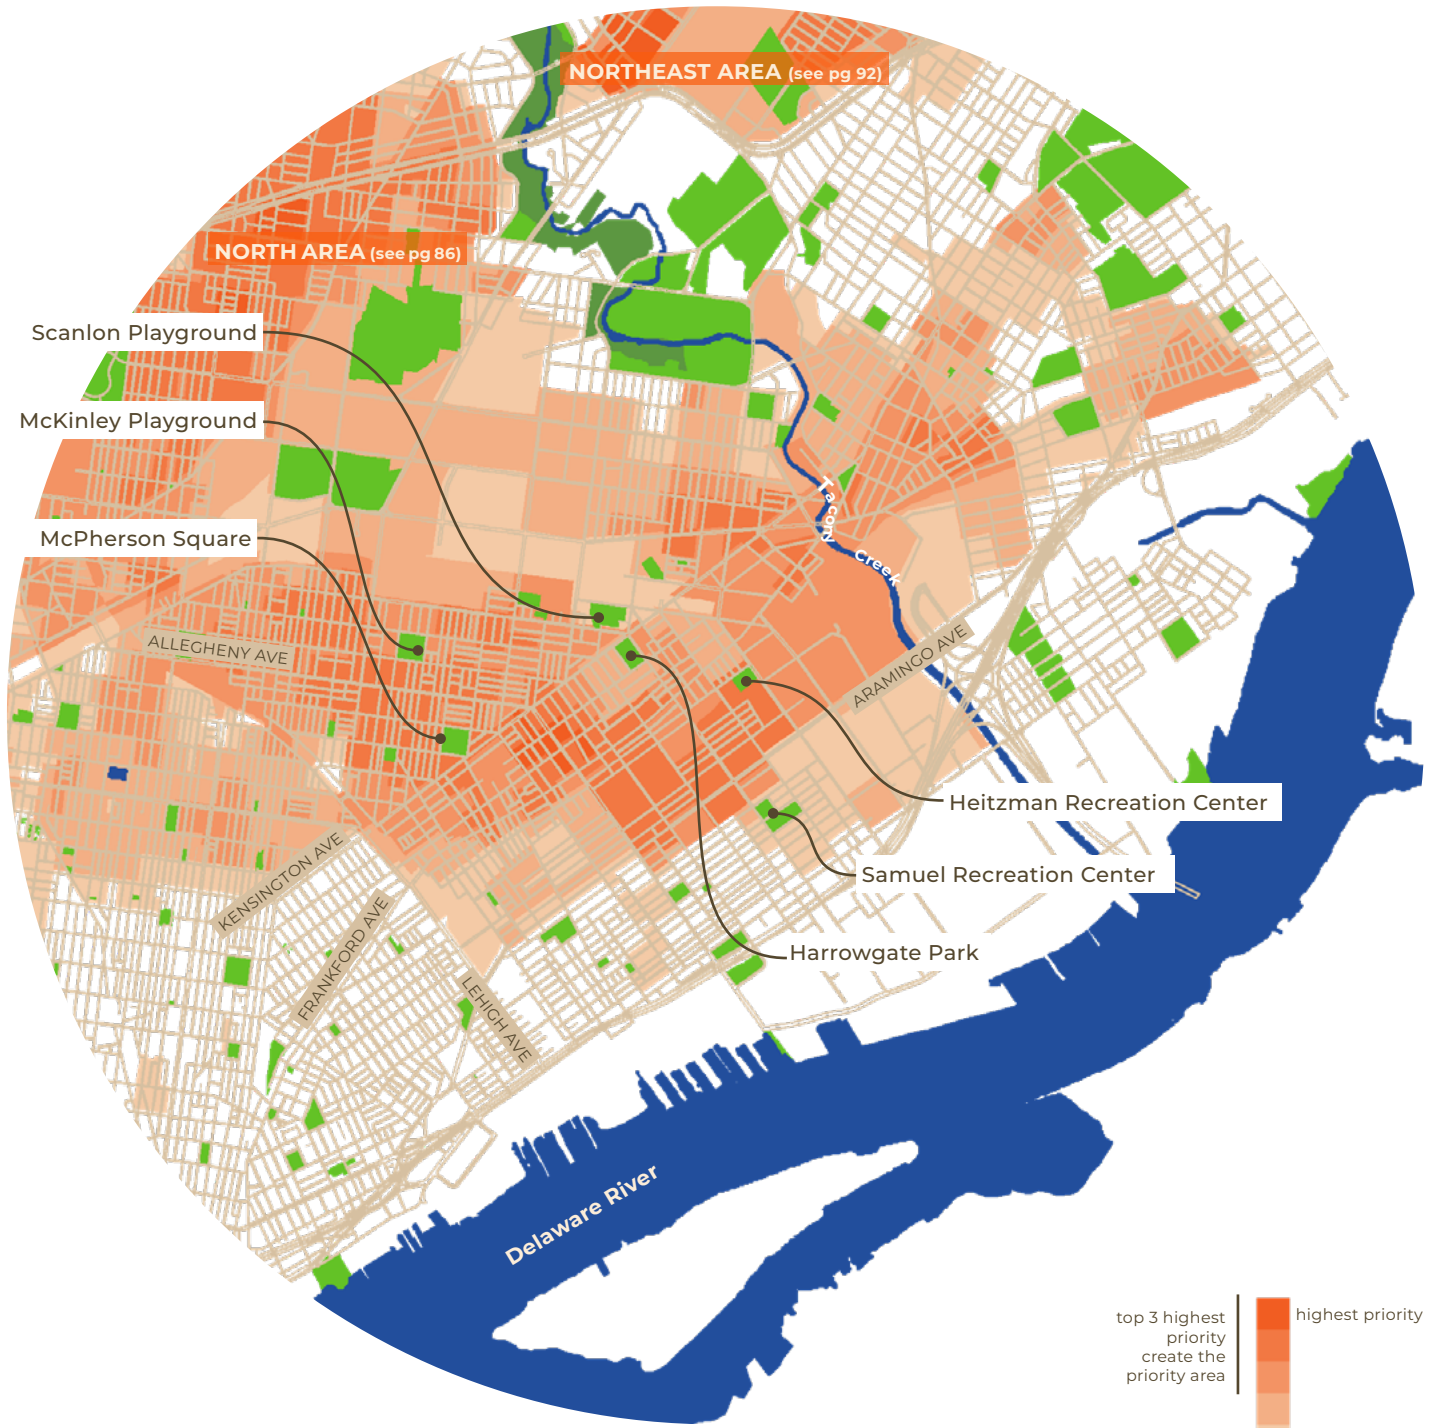 NORTHEAST AREA (see pg 92)
NORTH AREA (see pg 86)
Scanlon Playground
McKinley Playground
McPherson Square
Tacony Creek
ALLEGHENY AVE
ARAMINGO AVE
Heitzman Recreation Center
KENSINGTON AVE
Samuel Recreation Center
FRANKFORD AVE
Harrowgate Park
LEHIGH AVE
Delaware River
top 3 highest
priority
create the
priority area
highest priority